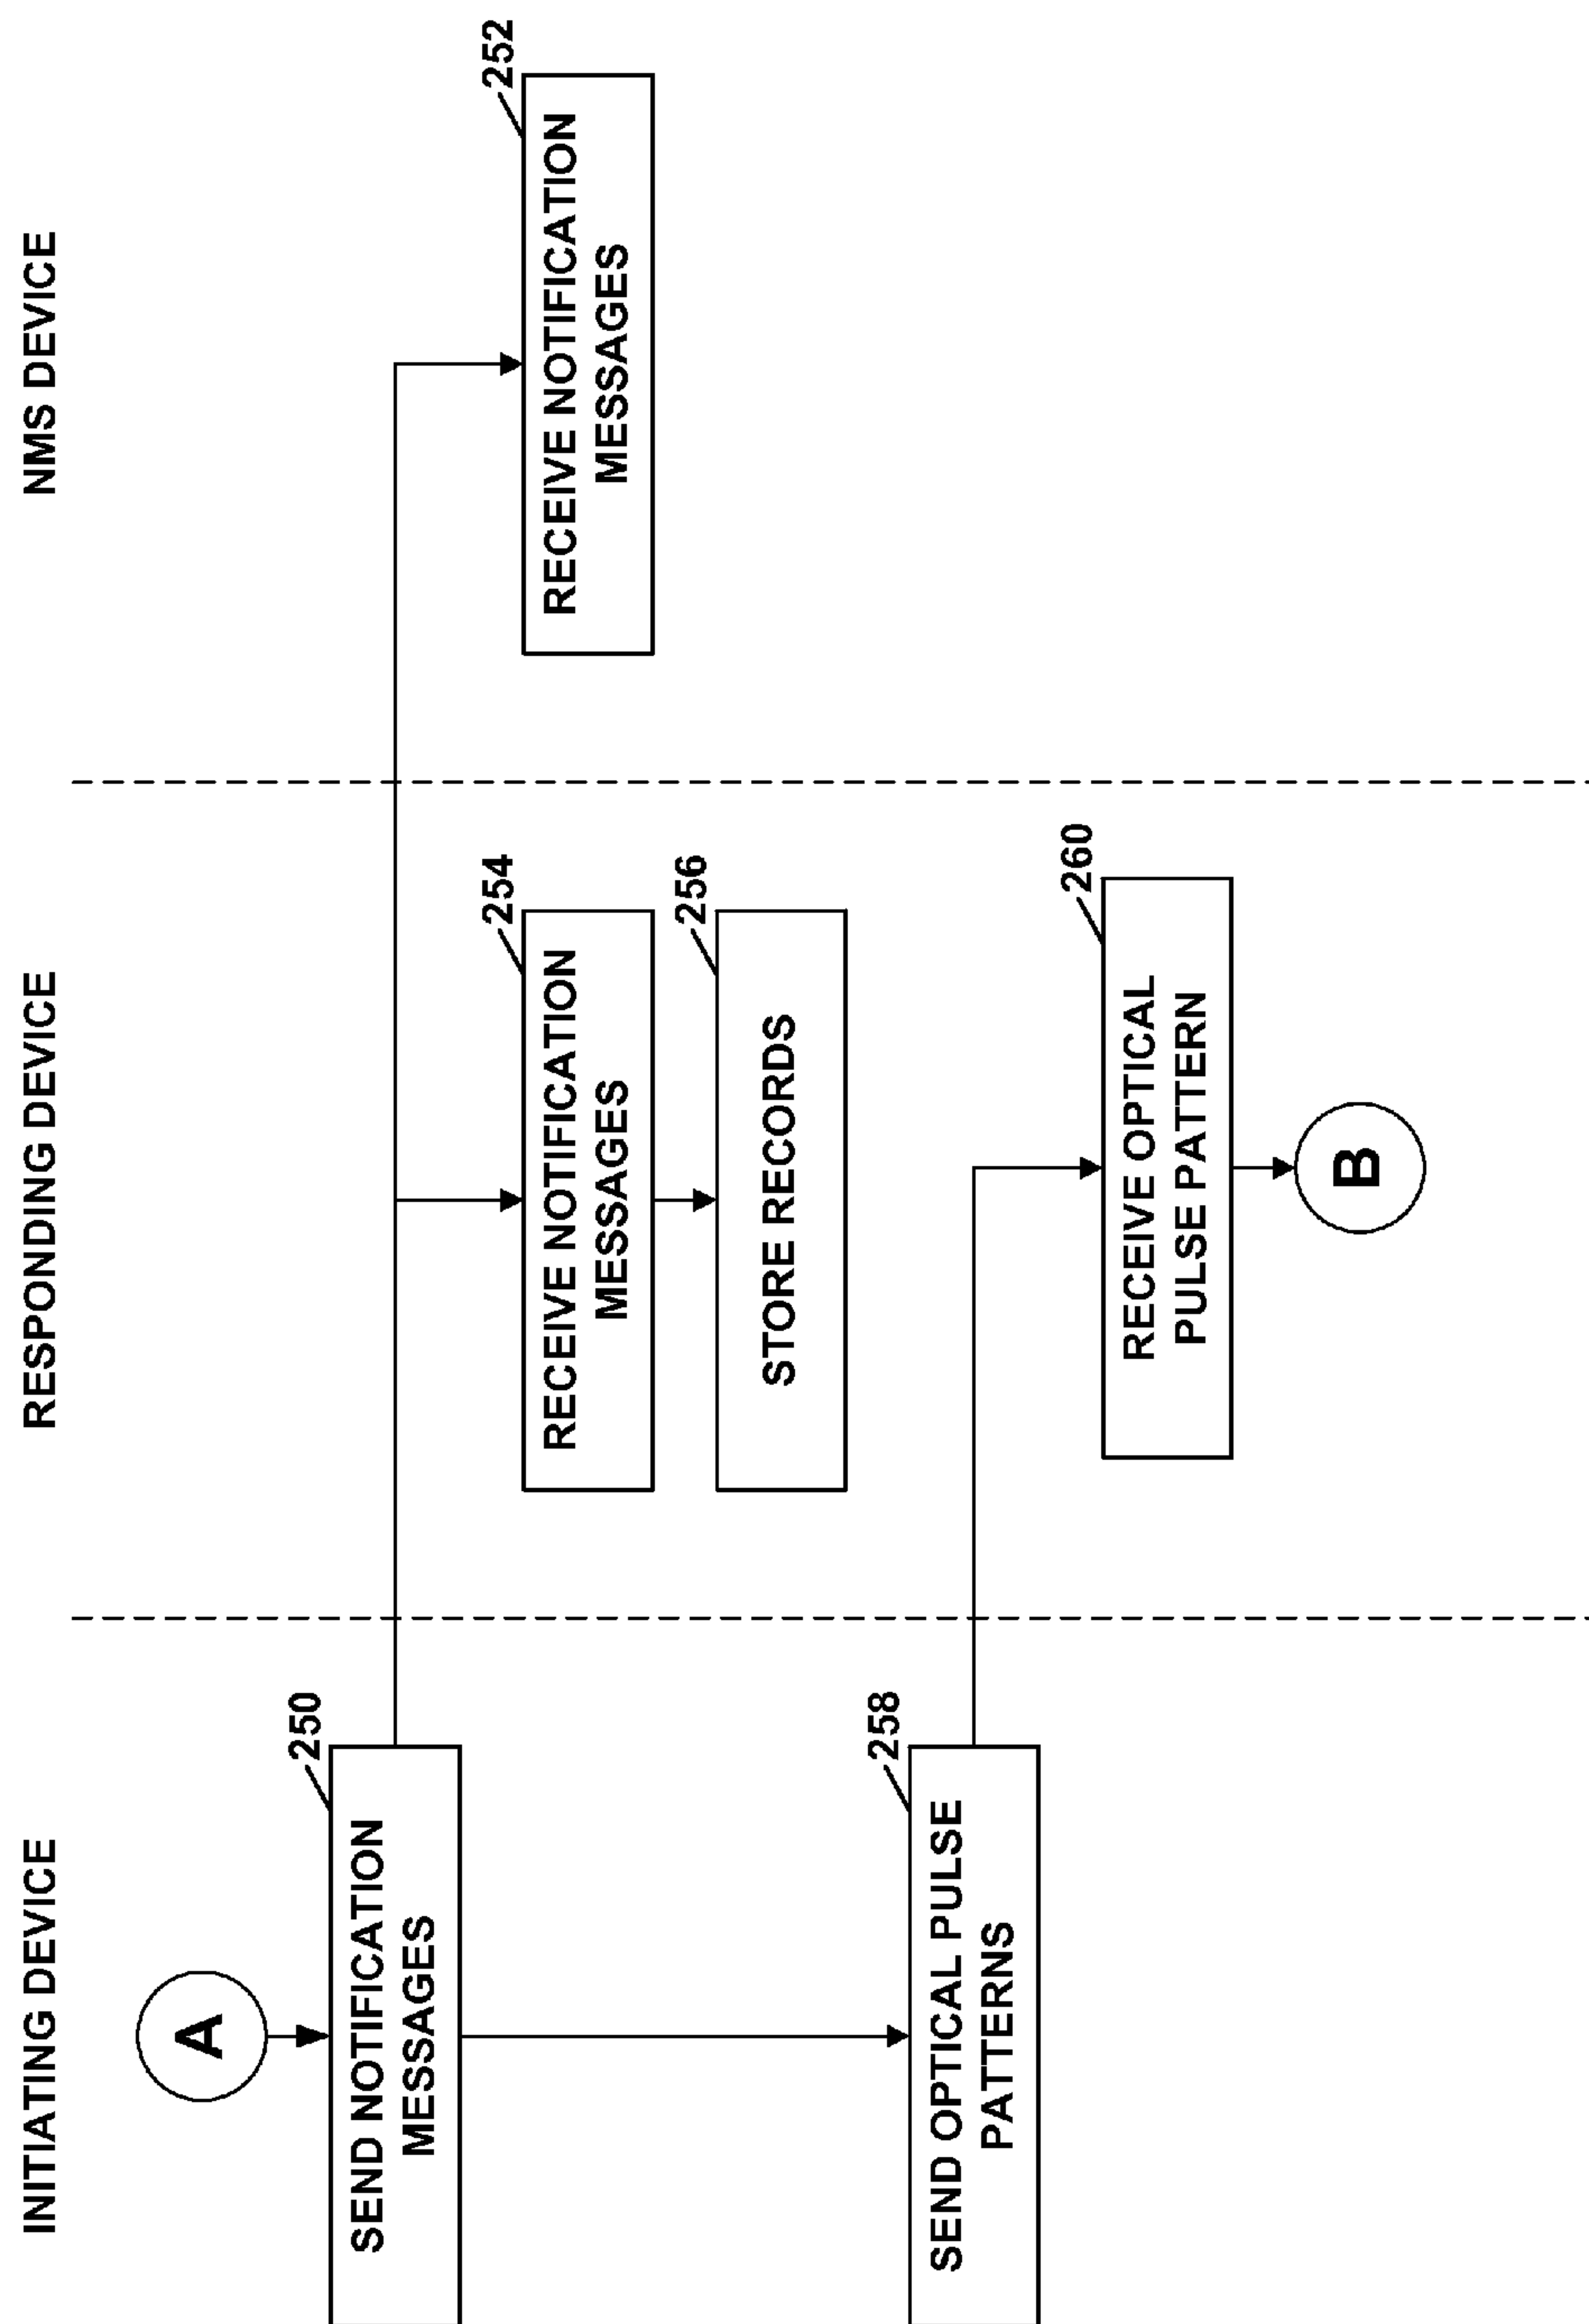 INITIATING DEVICE
RESPONDING DEVICE
NMS DEVICE
A
250
SEND NOTIFICATION
MESSAGES
254
RECEIVE NOTIFICATION
MESSAGES
252
RECEIVE NOTIFICATION
MESSAGES
256
STORE RECORDS
258
SEND OPTICAL PULSE
PATTERNS
260
RECEIVE OPTICAL
PULSE PATTERN
B